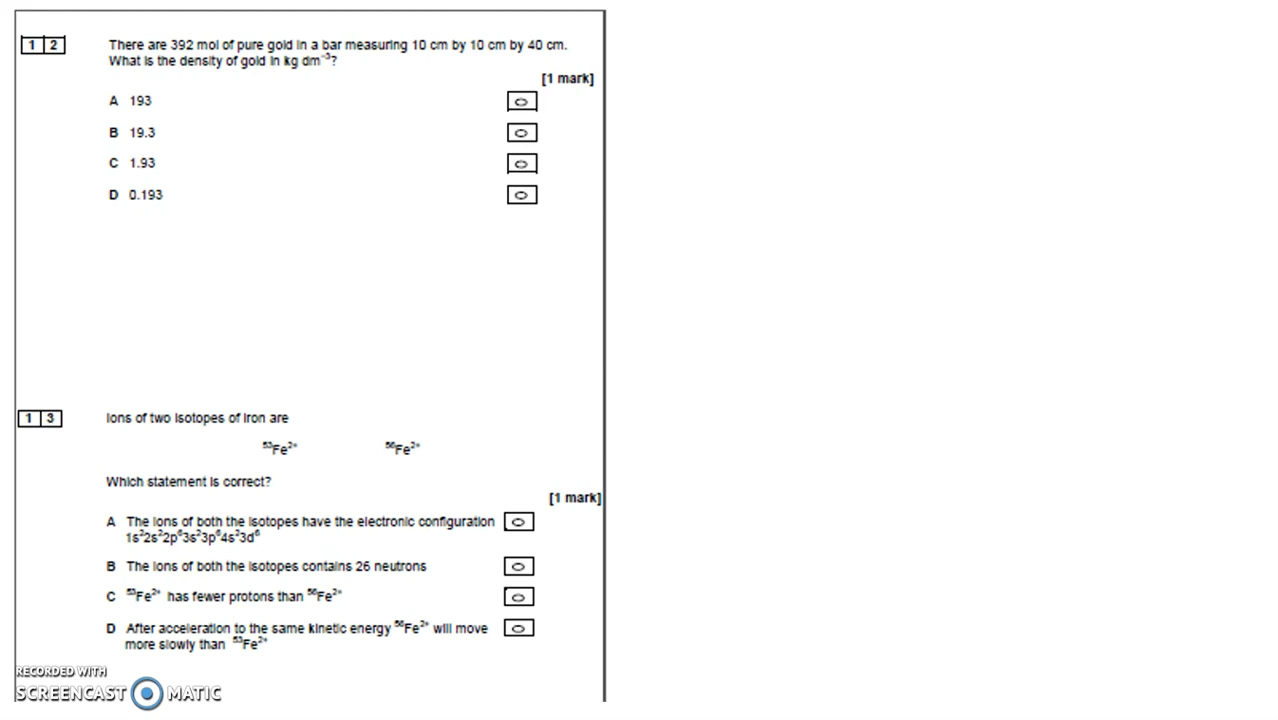 1 2 There are 392 mol of pure gold in a bar measuring 10 cm by 10 cm by 40 cm.
What is the density of gold in kg dm⁻³?
[1 mark]
A 193
B 19.3
C 1.93
D 0.193
1 3 Ions of two isotopes of iron are
⁵³Fe²⁺ ⁵⁶Fe²⁺
Which statement is correct?
[1 mark]
A The ions of both the isotopes have the electronic configuration
1s²2s²2p⁶3s²3p⁶4s²3d⁶
B The ions of both the isotopes contains 26 neutrons
C ⁵³Fe²⁺ has fewer protons than ⁵⁶Fe²⁺
D After acceleration to the same kinetic energy ⁵⁶Fe²⁺ will move
more slowly than ⁵³Fe²⁺
RECORDED WITH
SCREENCAST MATIC